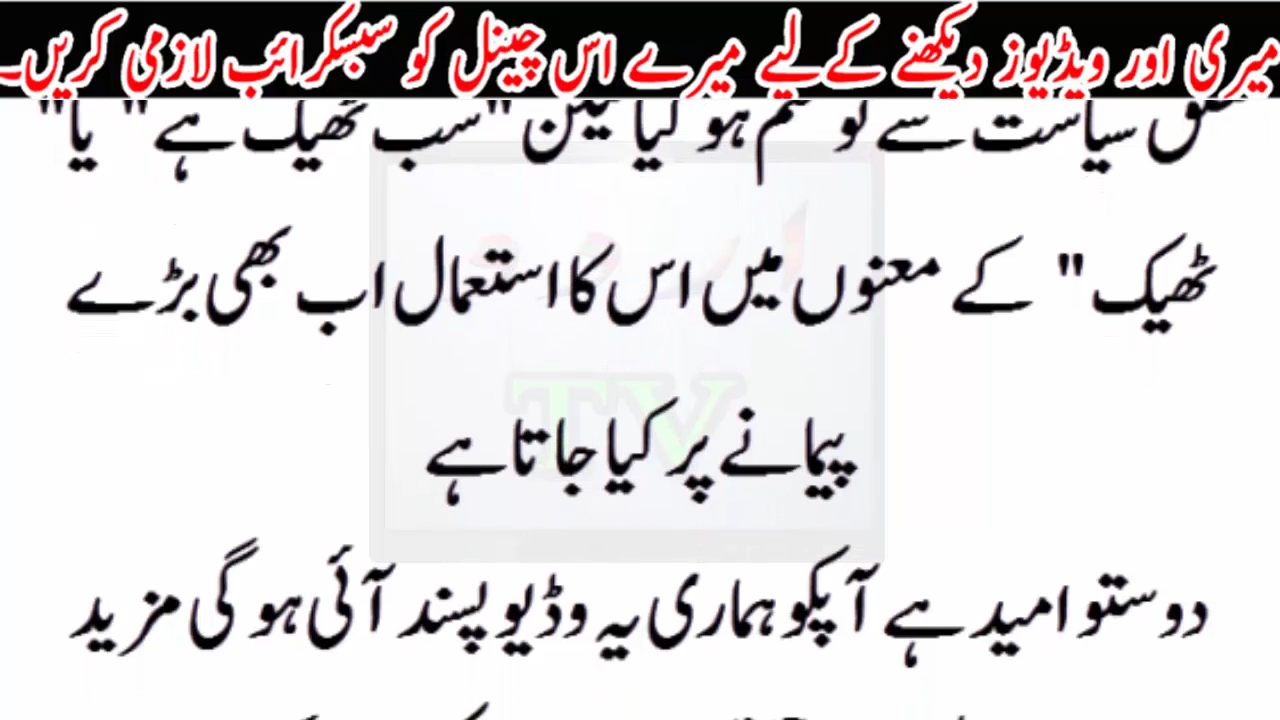 میری اور ویڈیوز دیکھنے کے لیے میرے اس چینل کو سبسکرائب لازمی کریں۔
سیاست سے تو ختم ہو گیا لیکن "سب ٹھیک ہے" یا"
ٹھیک" کے معنوں میں اس کا استعمال اب بھی بڑے
پیمانے پر کیا جاتا ہے
دوستو امید ہے آپکو ہماری یہ وڈیو پسند آئی ہو گی مزید
اردو
TV